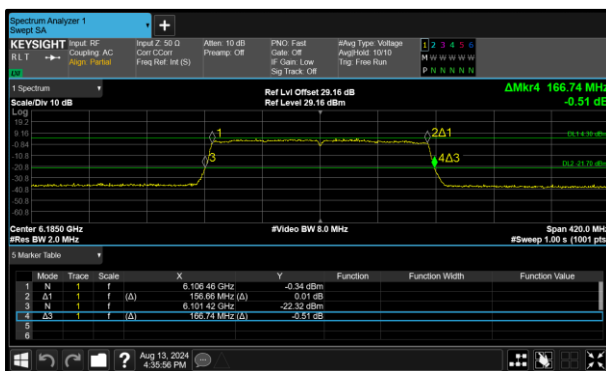 Spectrum Analyzer 1
Swept SA
KEYSIGHT Input: RF Input Z: 50 Ω Atten: 10 dB PNO: Fast #Avg Type: Voltage 1 2 3 4 5 6
RLT Coupling: AC Corr CCorr Preamp: Off Gate: Off Avg|Hold: 10/10 M W W W W W
Align: Partial Freq Ref: Int (S) IF Gain: Low Trig: Free Run
Sig Track: Off P N N N N N
1 Spectrum Ref Lvl Offset 29.16 dB ΔMkr4 166.74 MHz
Scale/Div 10 dB Ref Level 29.16 dBm -0.51 dB
Log
19.2
9.16 1 2Δ1 DL1 4.30 dBm
-0.84
-10.8 3 4Δ3
-20.8 DL2 -21.70 dBm
-30.8
-40.8
-50.8
-60.8
Center 6.1850 GHz #Video BW 8.0 MHz Span 420.0 MHz
#Res BW 2.0 MHz #Sweep 1.00 s (1001 pts)
5 Marker Table
Mode Trace Scale X Y Function Function Width Function Value
1 N 1 f 6.106 46 GHz -0.34 dBm
2 Δ1 1 f (Δ) 156.66 MHz (Δ) 0.01 dB
3 N 1 f 6.101 42 GHz -22.32 dBm
4 Δ3 1 f (Δ) 166.74 MHz (Δ) -0.51 dB
5
6
? Aug 13, 2024
4:35:56 PM